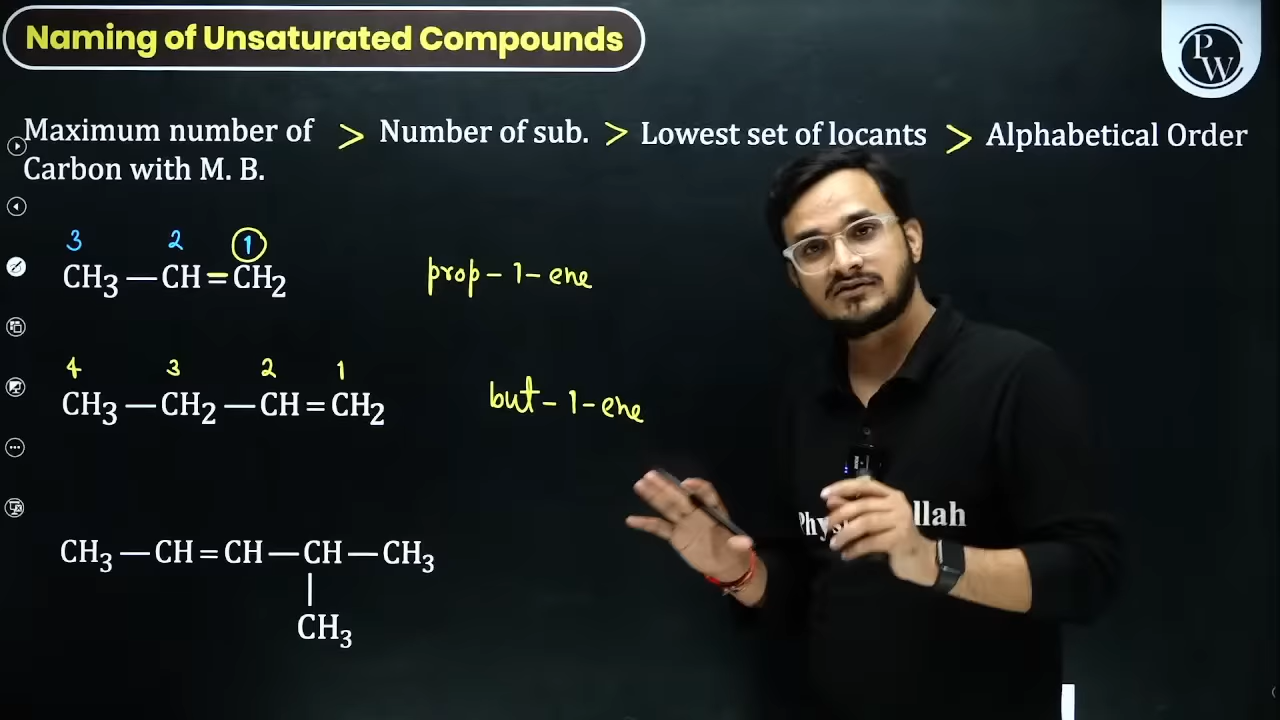 Naming of Unsaturated Compounds
PW
Maximum number of Carbon with M. B. > Number of sub. > Lowest set of locants > Alphabetical Order
3 2 1
CH₃ — CH = CH₂ prop-1-ene
4 3 2 1
CH₃ — CH₂ — CH = CH₂ but-1-ene
CH₃ — CH = CH — CH — CH₃
|
CH₃